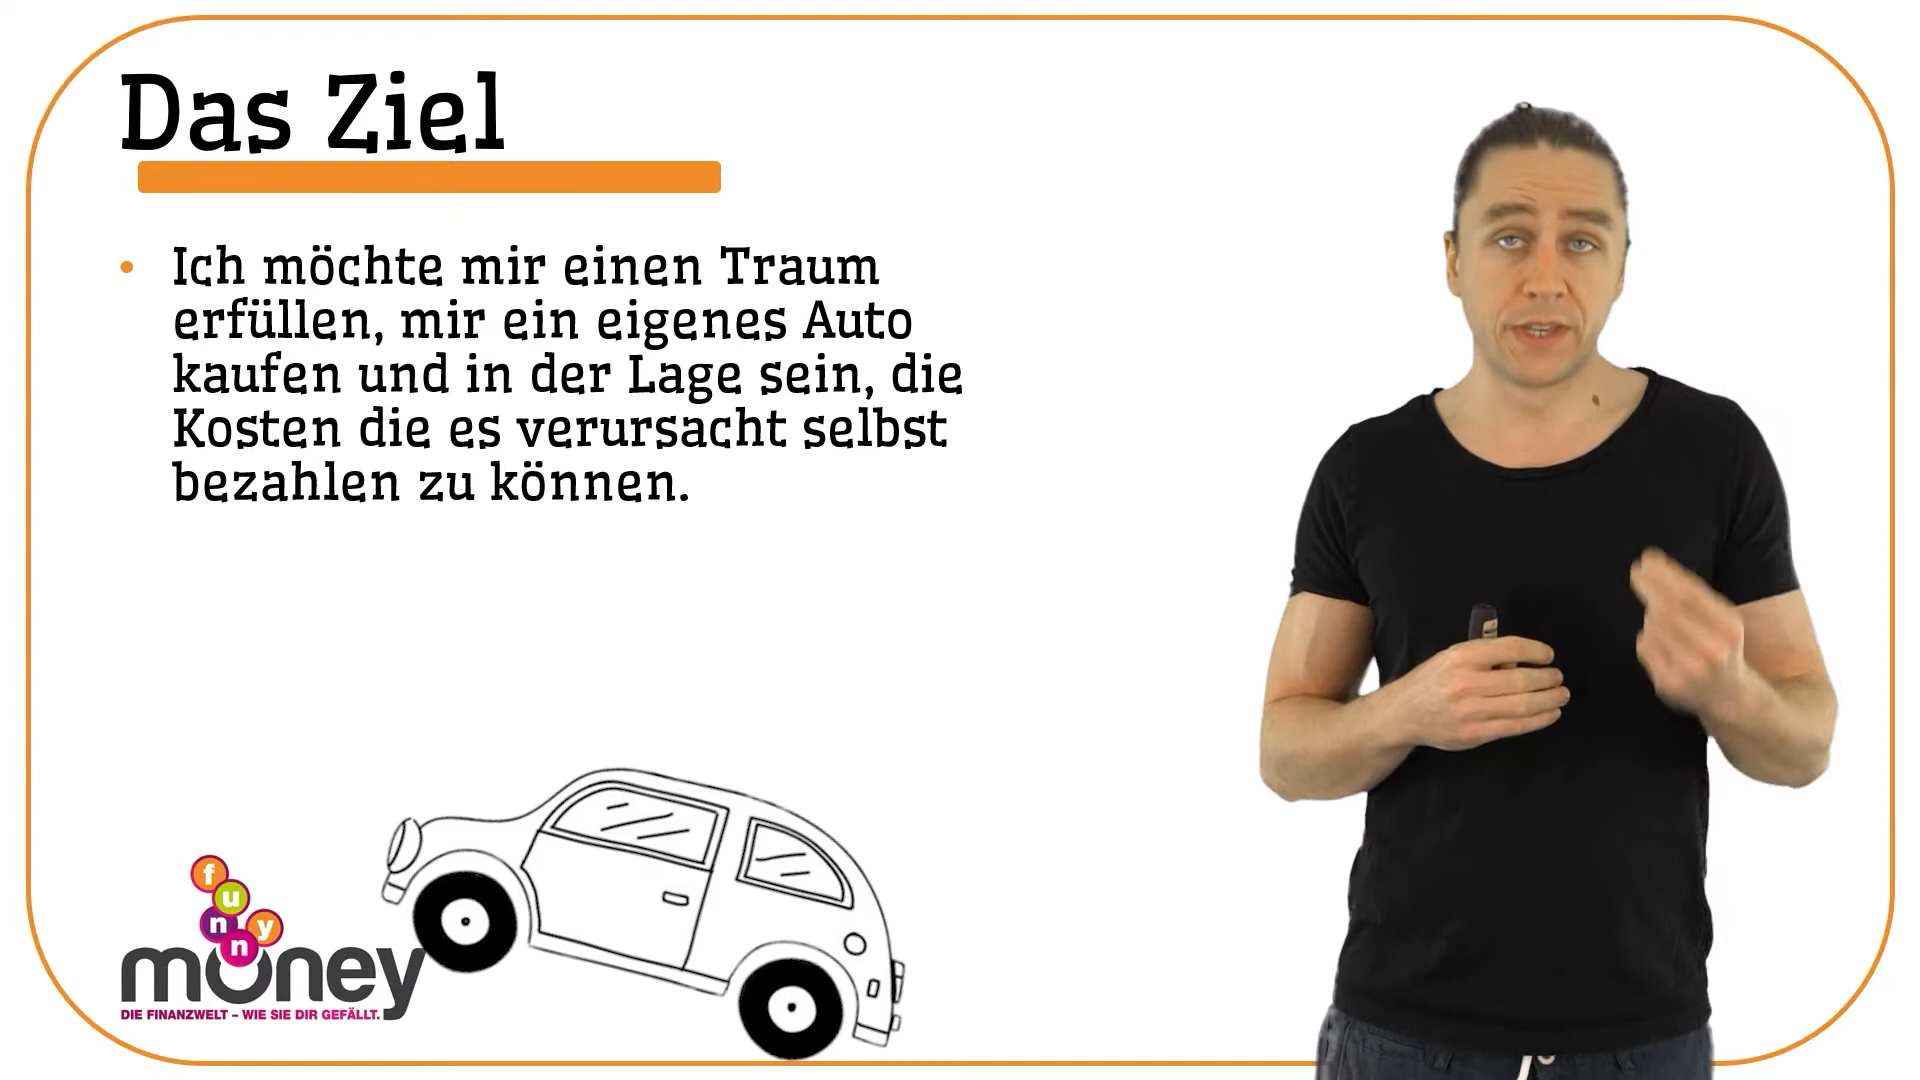 Das Ziel
Ich möchte mir einen Traum
erfüllen, mir ein eigenes Auto
kaufen und in der Lage sein, die
Kosten die es verursacht selbst
bezahlen zu können.
funny
money
DIE FINANZWELT – WIE SIE DIR GEFÄLLT.